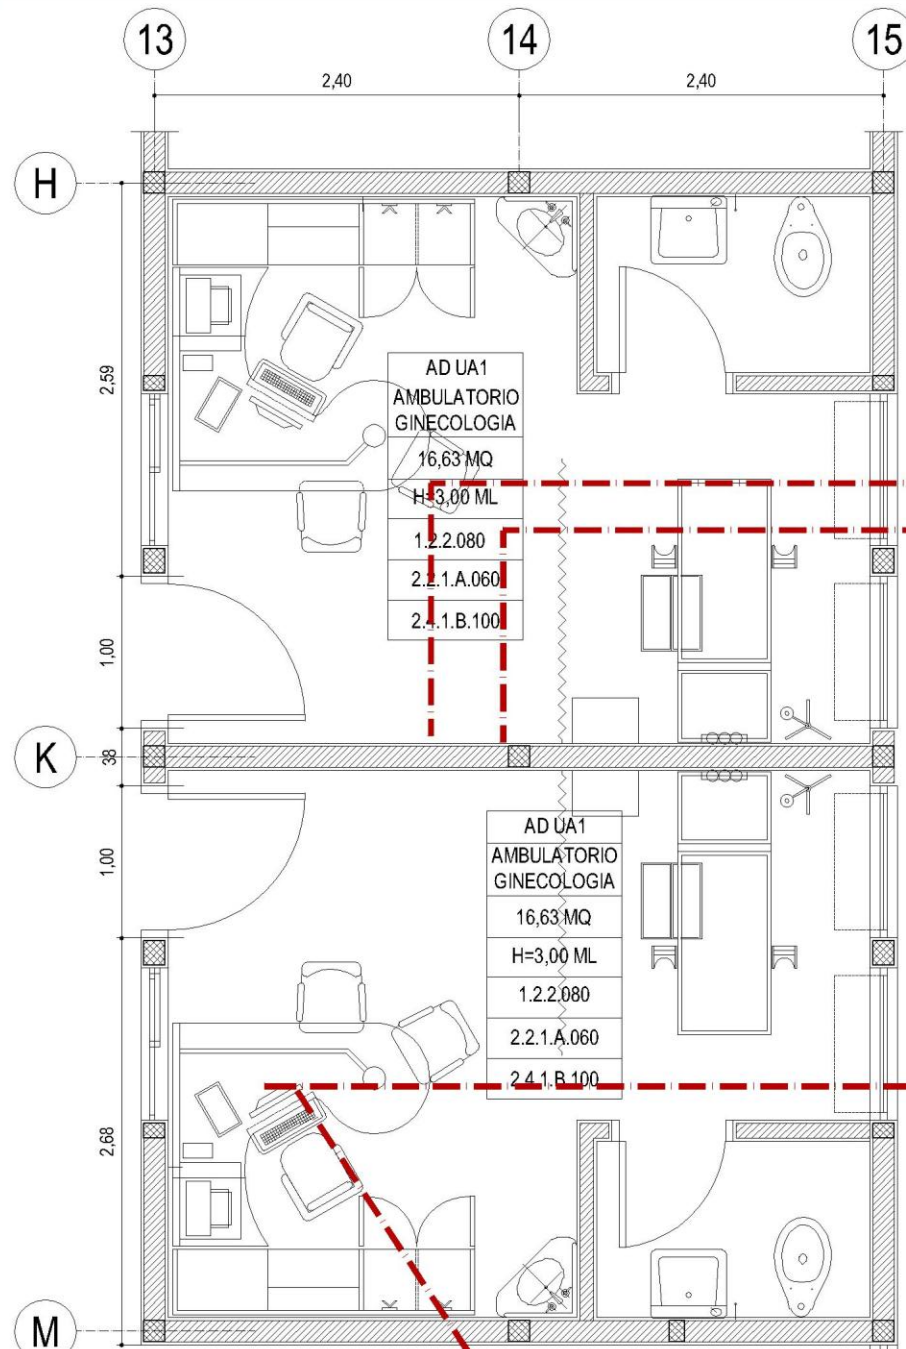 13
14
15
2,40
2,40
H
2,59
AD UA1
AMBULATORIO
GINECOLOGIA
16,63 MQ
H=3,00 ML
1.2.2.080
2.2.1.A.060
2.4.1.B.100
1,00
K
38
1,00
AD UA1
AMBULATORIO
GINECOLOGIA
16,63 MQ
H=3,00 ML
1.2.2.080
2.2.1.A.060
2.4.1.B.100
2,68
M